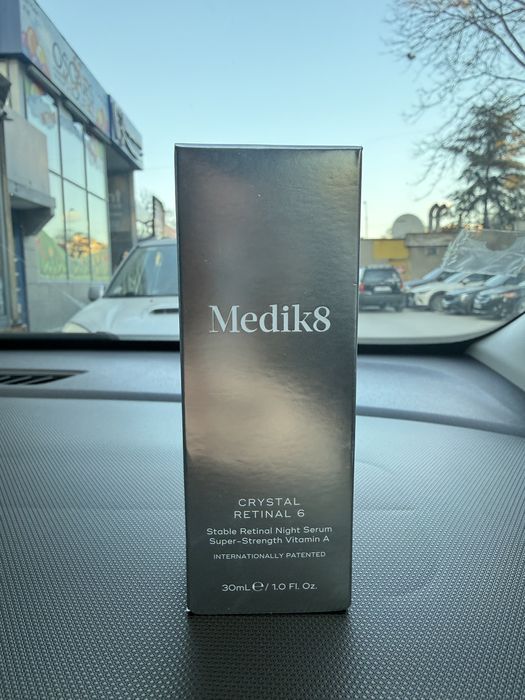 Medik8
CRYSTAL
RETINAL 6
Stable Retinal Night Serum
Super-Strength Vitamin A
INTERNATIONALLY PATENTED
30mL ℮ / 1.0 Fl. Oz.